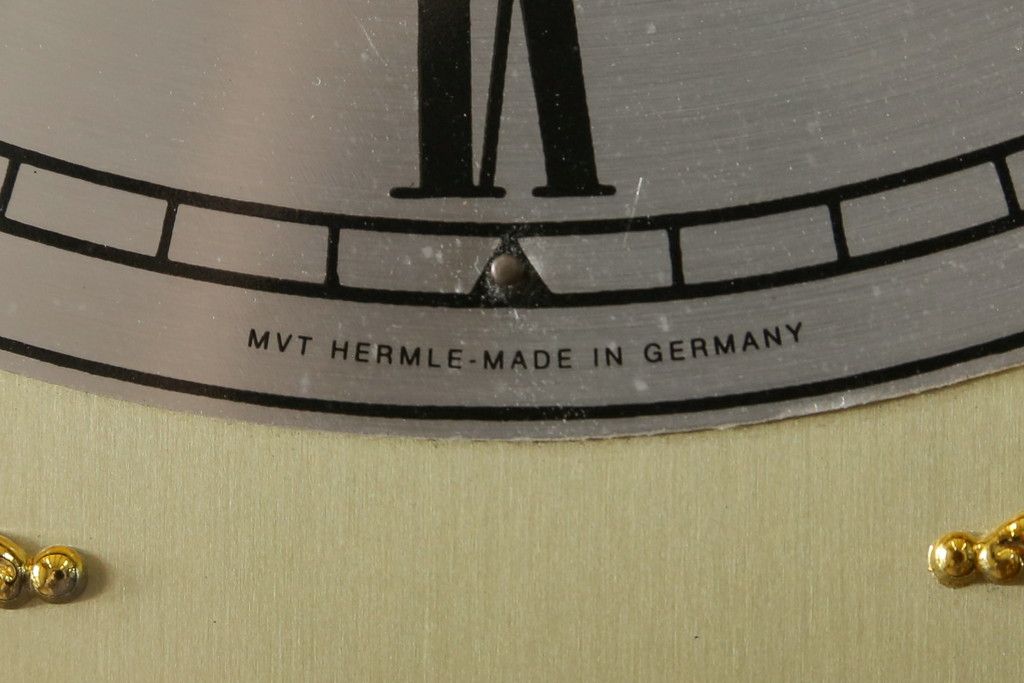 VI
MVT HERMLE-MADE IN GERMANY